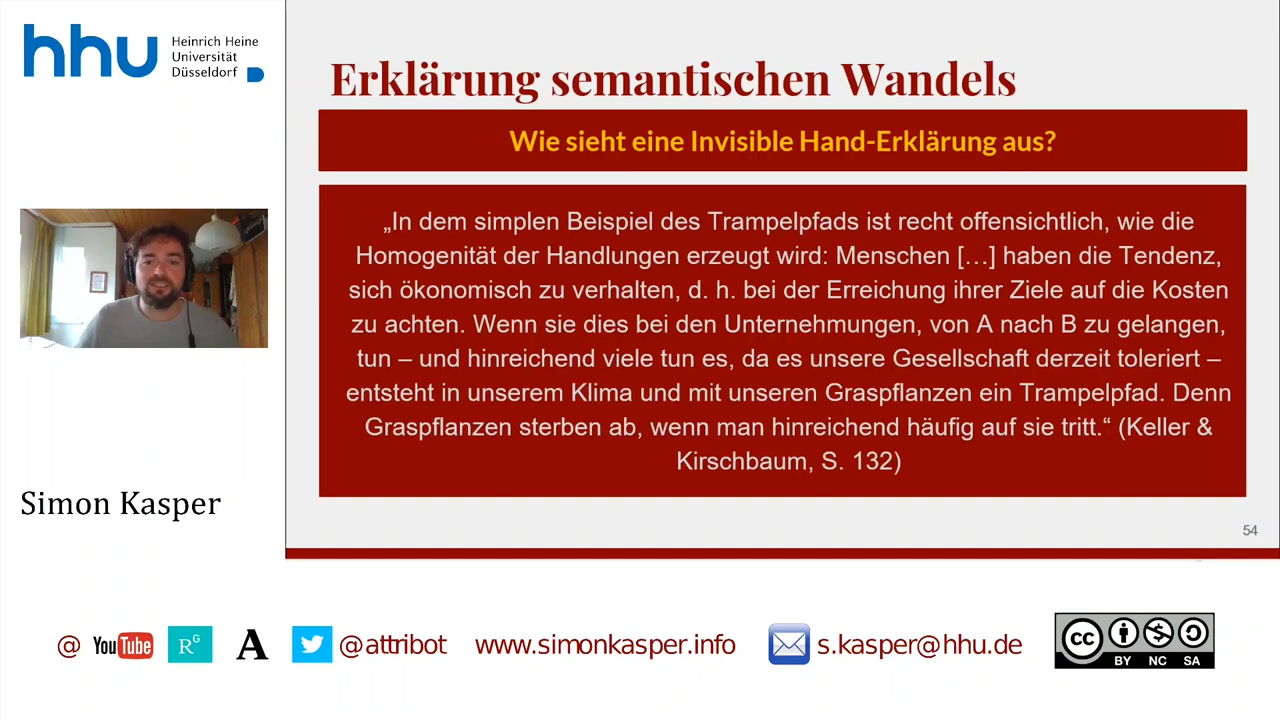 hhu
Heinrich Heine
Universität
Düsseldorf
Erklärung semantischen Wandels
Wie sieht eine Invisible Hand-Erklärung aus?
„In dem simplen Beispiel des Trampelpfads ist recht offensichtlich, wie die
Homogenität der Handlungen erzeugt wird: Menschen […] haben die Tendenz,
sich ökonomisch zu verhalten, d. h. bei der Erreichung ihrer Ziele auf die Kosten
zu achten. Wenn sie dies bei den Unternehmungen, von A nach B zu gelangen,
tun – und hinreichend viele tun es, da es unsere Gesellschaft derzeit toleriert –
entsteht in unserem Klima und mit unseren Graspflanzen ein Trampelpfad. Denn
Graspflanzen sterben ab, wenn man hinreichend häufig auf sie tritt.“ (Keller &
Kirschbaum, S. 132)
54
Simon Kasper
@ YouTube RG A @attribot www.simonkasper.info s.kasper@hhu.de
cc BY NC SA